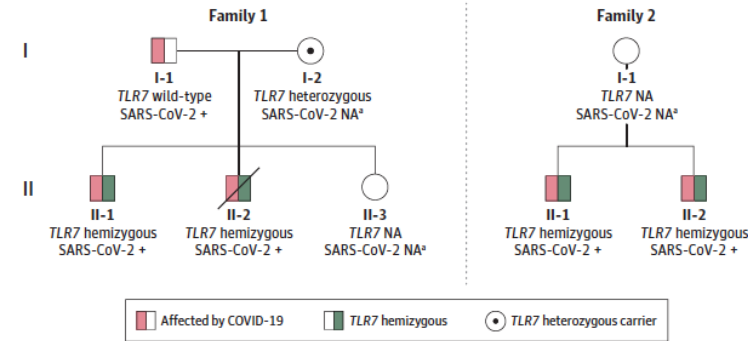 Family 1
Family 2
I
I-1
TLR7 wild-type
SARS-CoV-2 +
I-2
TLR7 heterozygous
SARS-CoV-2 NAᵃ
I-1
TLR7 NA
SARS-CoV-2 NAᵃ
II
II-1
TLR7 hemizygous
SARS-CoV-2 +
II-2
TLR7 hemizygous
SARS-CoV-2 +
II-3
TLR7 NA
SARS-CoV-2 NAᵃ
II-1
TLR7 hemizygous
SARS-CoV-2 +
II-2
TLR7 hemizygous
SARS-CoV-2 +
Affected by COVID-19
TLR7 hemizygous
TLR7 heterozygous carrier